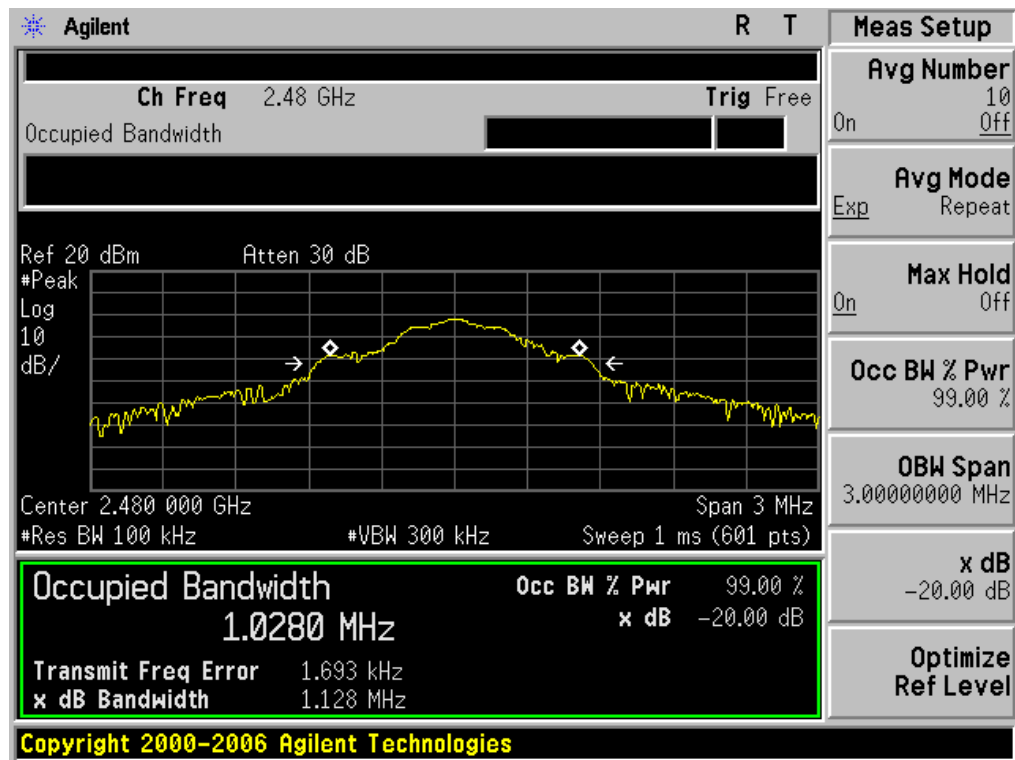 Agilent R T Meas Setup
Ch Freq 2.48 GHz Trig Free
Occupied Bandwidth
Ref 20 dBm Atten 30 dB
#Peak
Log
10
dB/
Center 2.480 000 GHz Span 3 MHz
#Res BW 100 kHz #VBW 300 kHz Sweep 1 ms (601 pts)
Occupied Bandwidth Occ BW % Pwr 99.00 %
1.0280 MHz x dB -20.00 dB
Transmit Freq Error 1.693 kHz
x dB Bandwidth 1.128 MHz
Avg Number
10
On Off
Avg Mode
Exp Repeat
Max Hold
On Off
Occ BW % Pwr
99.00 %
OBW Span
3.00000000 MHz
x dB
-20.00 dB
Optimize
Ref Level
Copyright 2000-2006 Agilent Technologies